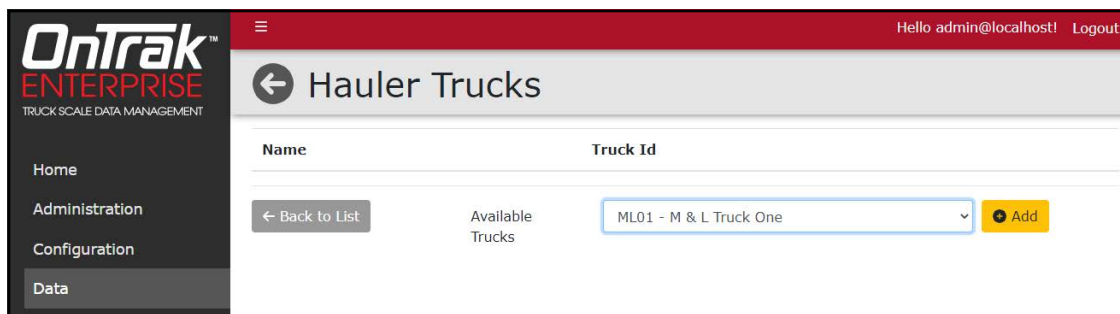 OnTrak™
ENTERPRISE
TRUCK SCALE DATA MANAGEMENT
Hello admin@localhost! Logout
Hauler Trucks
Name Truck Id
Home
Administration
Configuration
Data
← Back to List
Available
Trucks
ML01 - M & L Truck One
Add